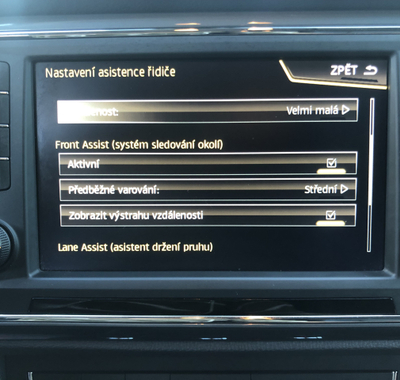 Nastavení asistence řidiče
ZPĚT
Velmi malá
Front Assist (systém sledování okolí)
Aktivní
Předběžné varování:
Střední
Zobrazit výstrahu vzdálenosti
Lane Assist (asistent držení pruhu)